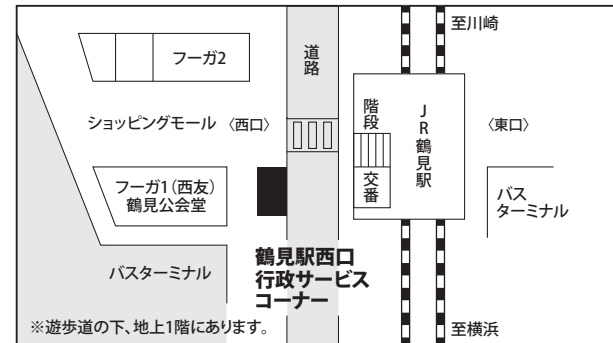 至川崎
道路
フーガ2
階段
JR鶴見駅
ショッピングモール 〈西口〉
〈東口〉
フーガ1(西友)
鶴見公会堂
交番
バス
ターミナル
鶴見駅西口
行政サービス
コーナー
バスターミナル
※遊歩道の下、地上1階にあります。
至横浜